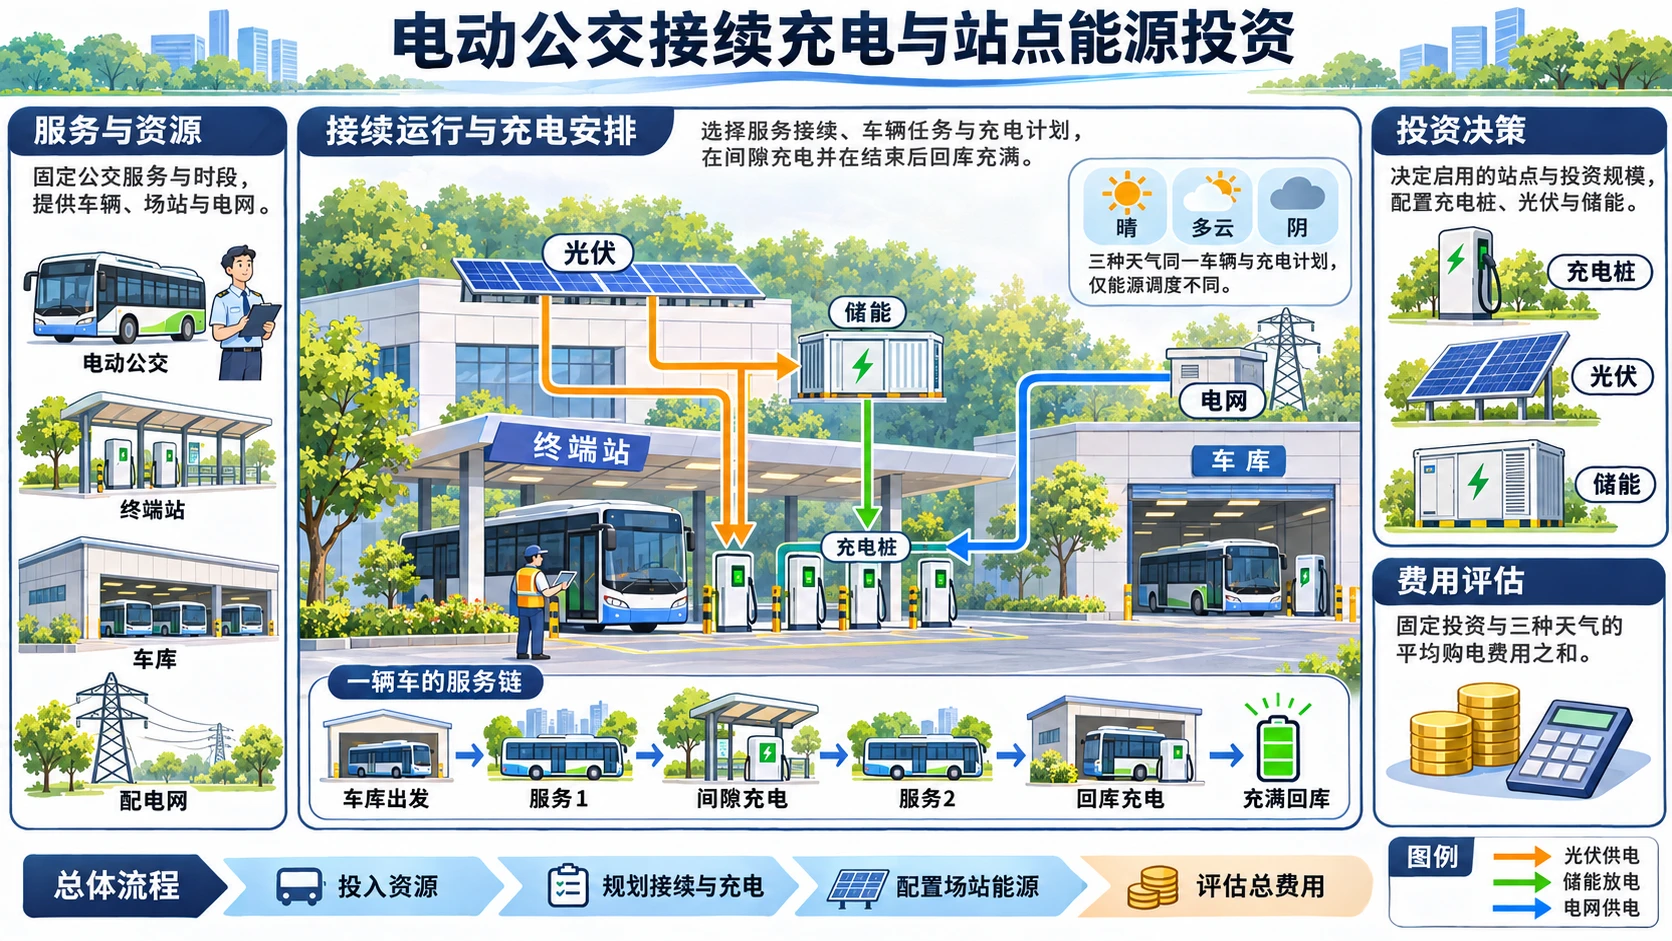 电动公交接续充电与站点能源投资
服务与资源
固定公交服务与时段，
提供车辆、场站与电网。
电动公交
终端站
车库
配电网
接续运行与充电安排
选择服务接续、车辆任务与充电计划，
在间隙充电并在结束后回库充满。
晴
多云
阴
三种天气同一车辆与充电计划，
仅能源调度不同。
光伏
储能
电网
终端站
车库
充电桩
一辆车的服务链
车库出发
服务1
间隙充电
服务2
回库充电
充满回库
投资决策
决定启用的站点与投资规模，
配置充电桩、光伏与储能。
充电桩
光伏
储能
费用评估
固定投资与三种天气的
平均购电费用之和。
总体流程
投入资源
规划接续与充电
配置场站能源
评估总费用
图例
光伏供电
储能放电
电网供电